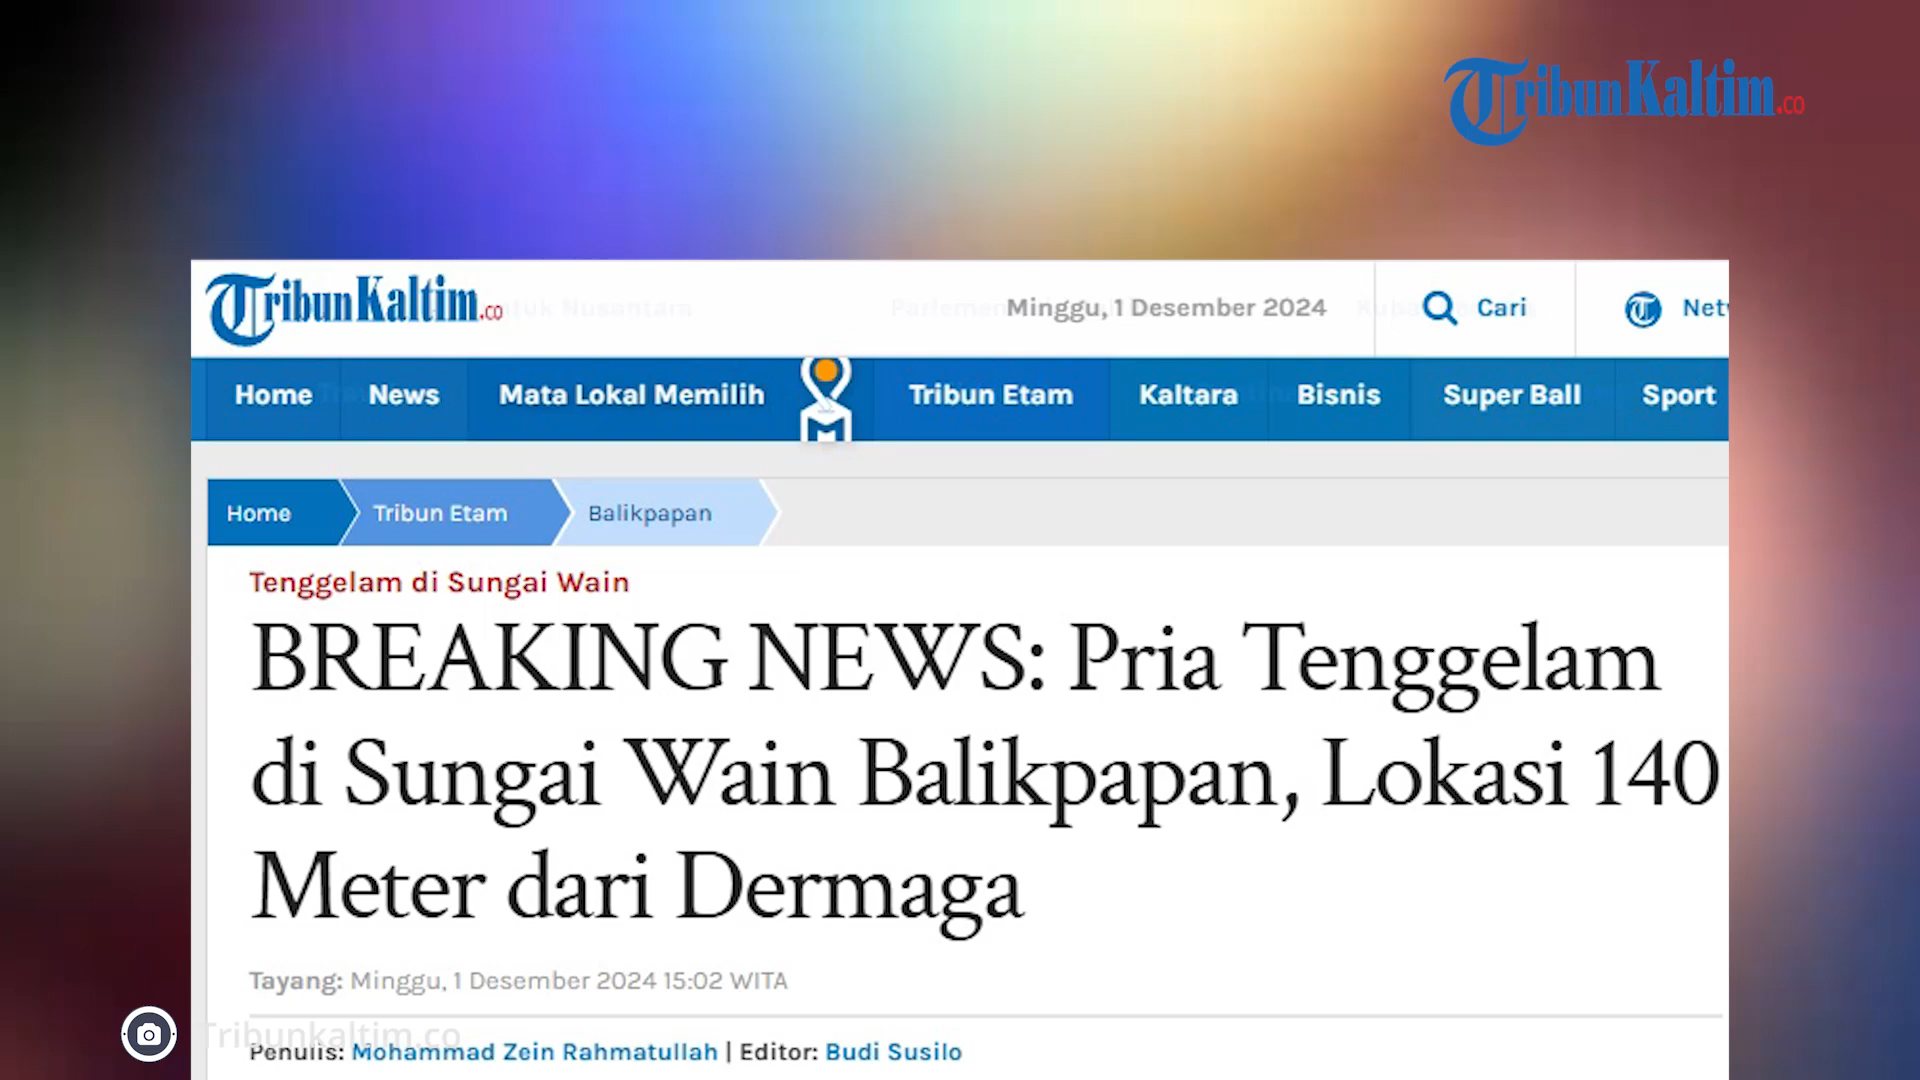 TribunKaltim.co
TribunKaltim.co
Minggu, 1 Desember 2024
Cari
Home News Mata Lokal Memilih Tribun Etam Kaltara Bisnis Super Ball Sport
Home Tribun Etam Balikpapan
Tenggelam di Sungai Wain
BREAKING NEWS: Pria Tenggelam
di Sungai Wain Balikpapan, Lokasi 140
Meter dari Dermaga
Tayang: Minggu, 1 Desember 2024 15:02 WITA
Tribunkaltim.co
Penulis: Mohammad Zein Rahmatullah | Editor: Budi Susilo